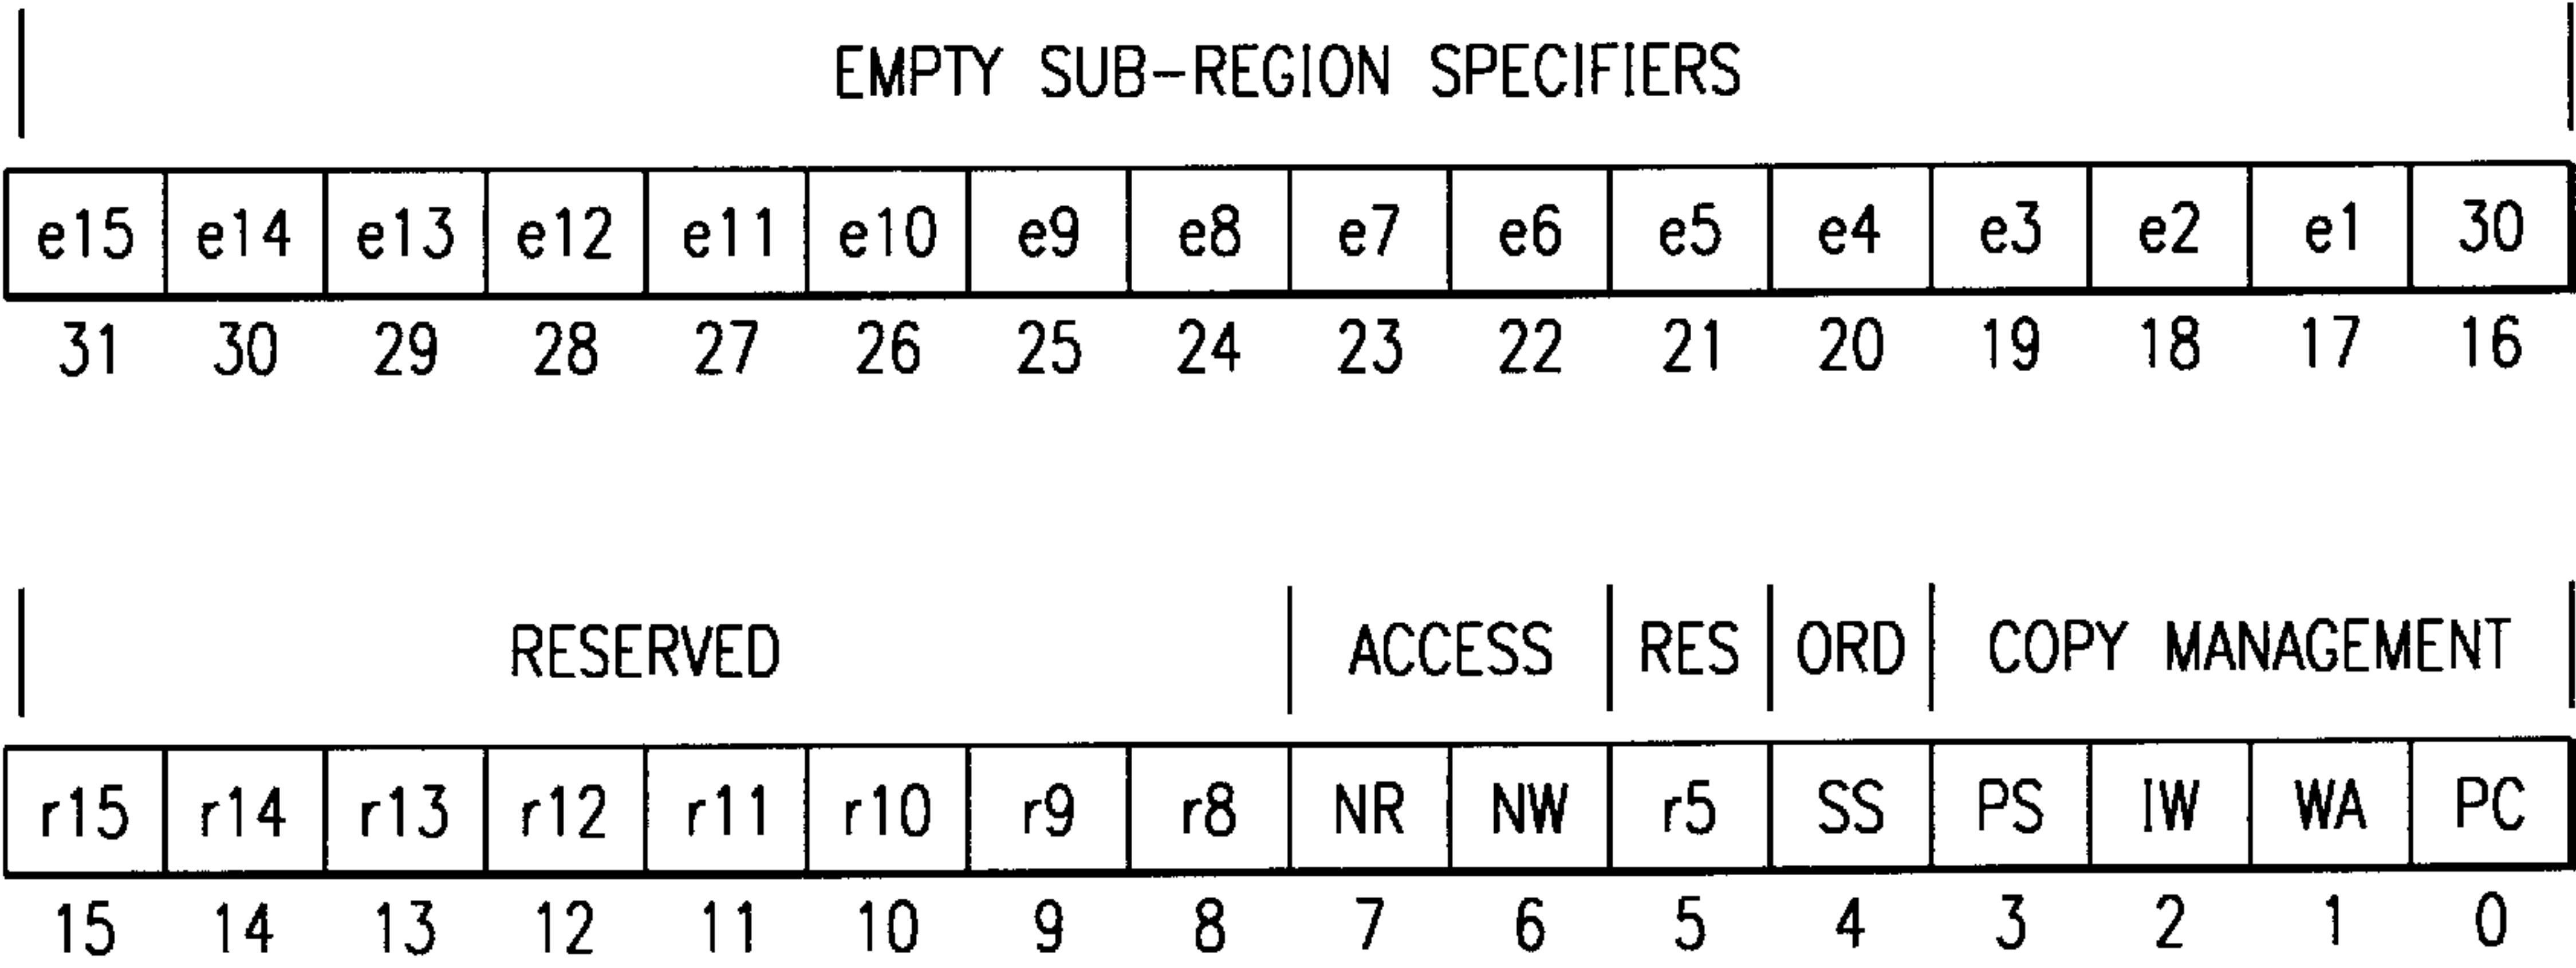 EMPTY SUB-REGION SPECIFIERS
e15 e14 e13 e12 e11 e10 e9 e8 e7 e6 e5 e4 e3 e2 e1 30
31 30 29 28 27 26 25 24 23 22 21 20 19 18 17 16
RESERVED ACCESS RES ORD COPY MANAGEMENT
r15 r14 r13 r12 r11 r10 r9 r8 NR NW r5 SS PS IW WA PC
15 14 13 12 11 10 9 8 7 6 5 4 3 2 1 0